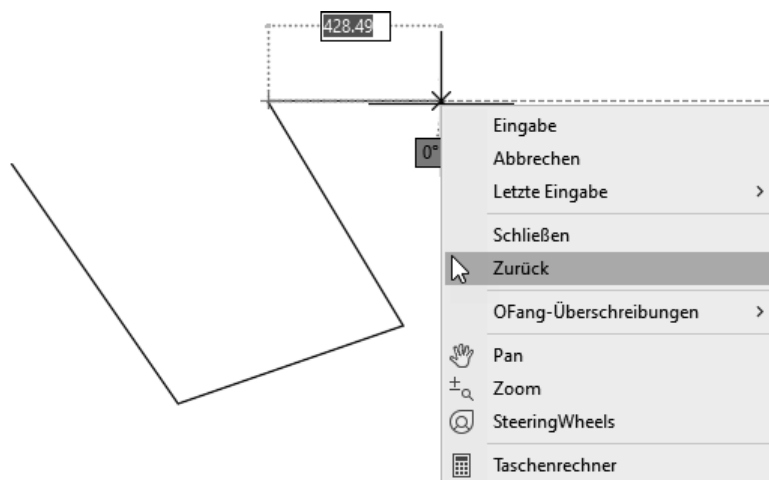 428.49
0°
Eingabe
Abbrechen
Letzte Eingabe
Schließen
Zurück
OFang-Überschreibungen
Pan
Zoom
SteeringWheels
Taschenrechner